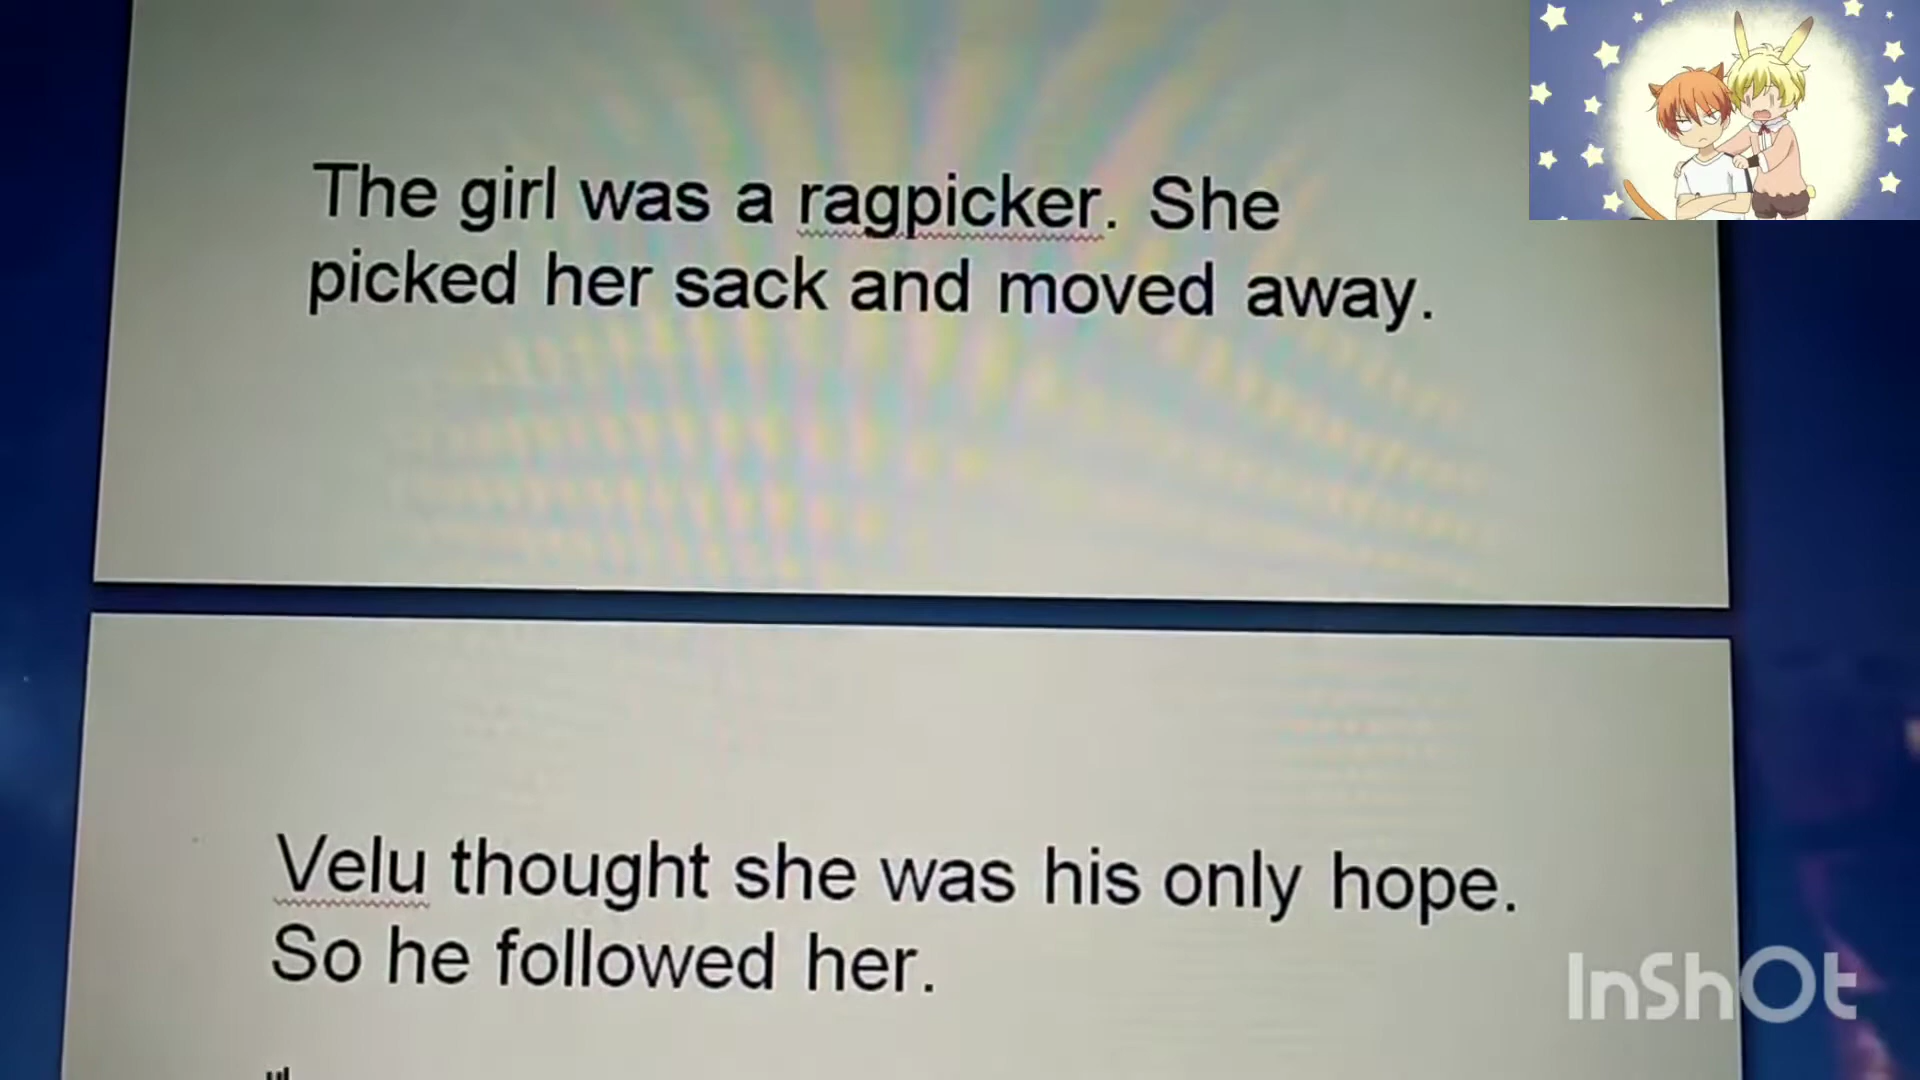 The girl was a ragpicker. She
picked her sack and moved away.
Velu thought she was his only hope.
So he followed her.
InShOt